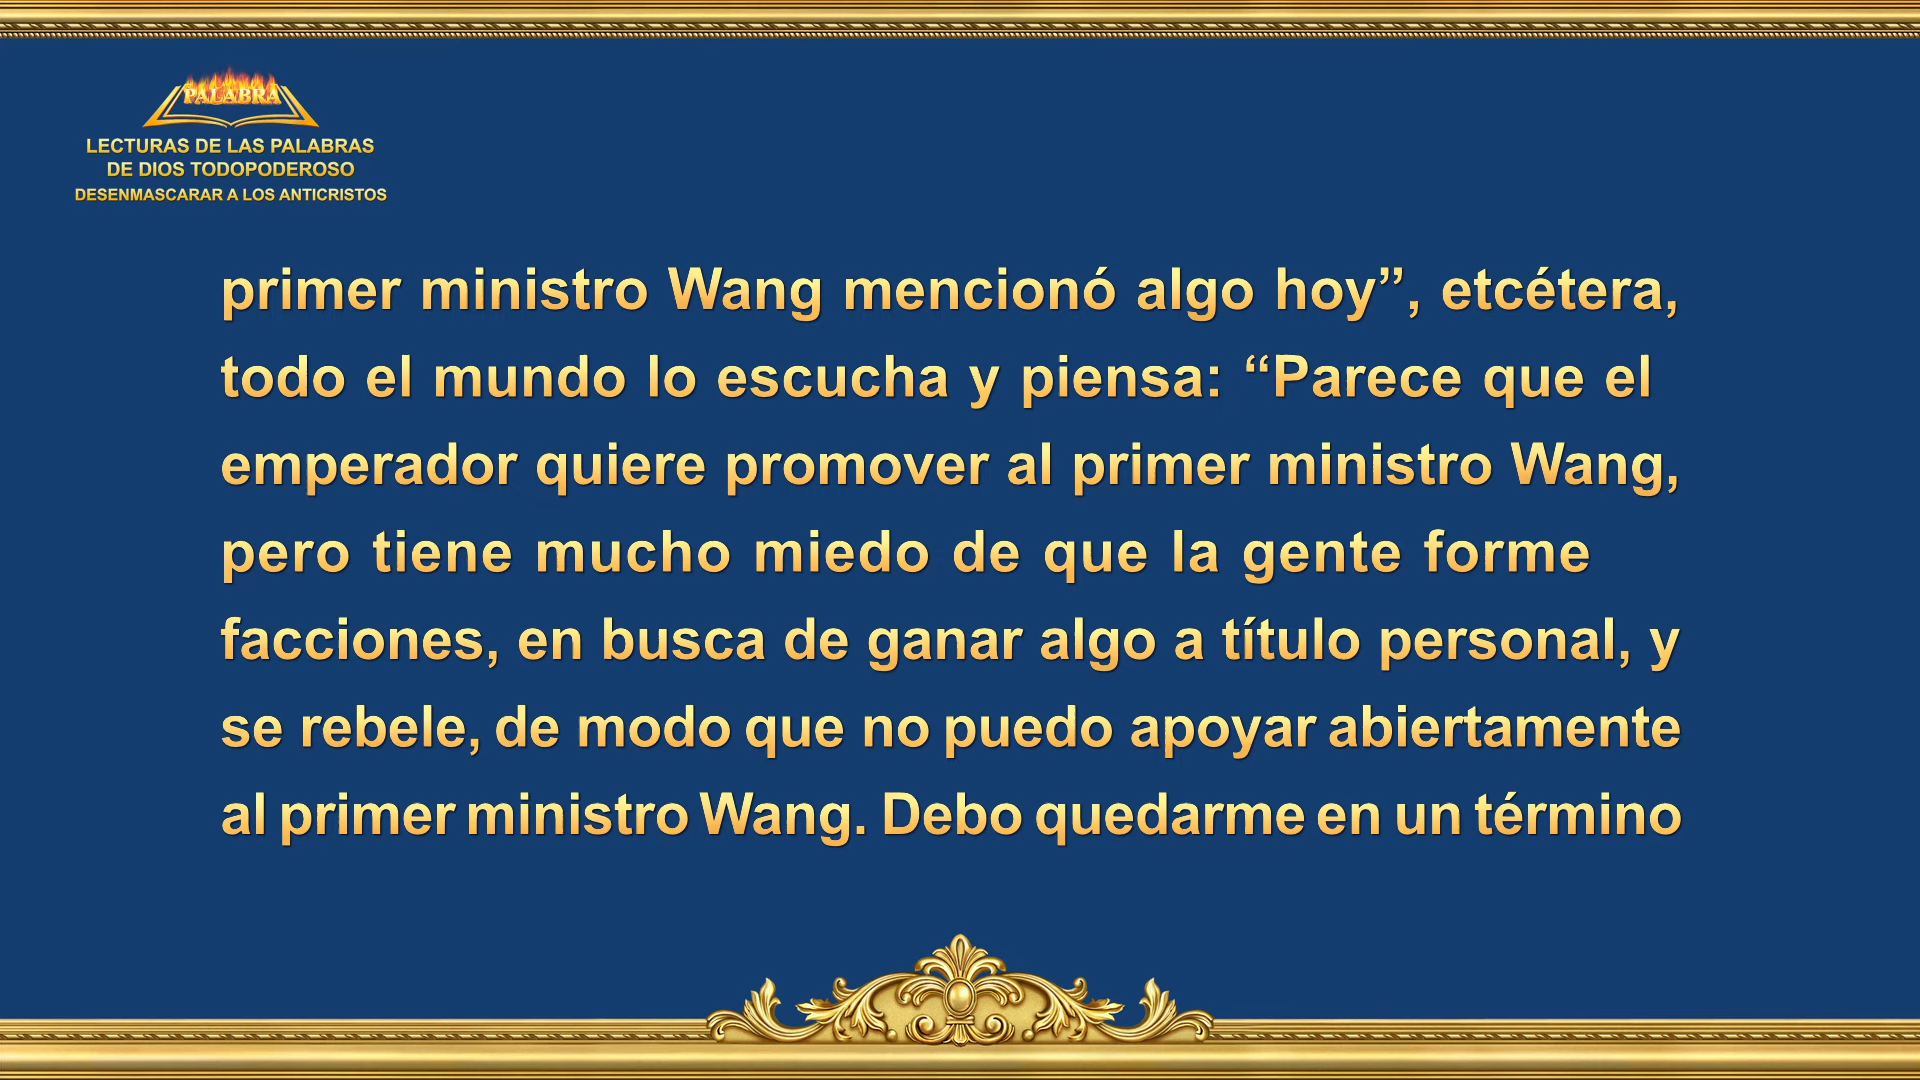 PALABRA
LECTURAS DE LAS PALABRAS
DE DIOS TODOPODEROSO
DESENMASCARAR A LOS ANTICRISTOS
primer ministro Wang mencionó algo hoy”, etcétera,
todo el mundo lo escucha y piensa: “Parece que el
emperador quiere promover al primer ministro Wang,
pero tiene mucho miedo de que la gente forme
facciones, en busca de ganar algo a título personal, y
se rebele, de modo que no puedo apoyar abiertamente
al primer ministro Wang. Debo quedarme en un término